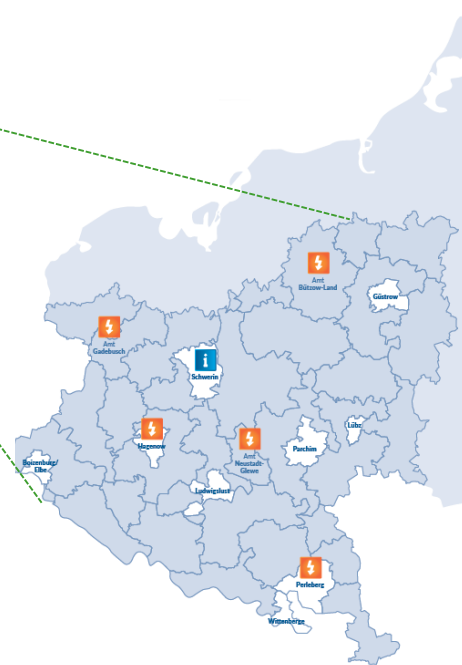 Amt
Bützow-Land
Güstrow
Amt
Gadebusch
i
Schwerin
Lübz
Hagenow
Parchim
Amt
Neustadt-
Glewe
Boizenburg/
Elbe
Ludwigslust
Perleberg
Wittenberge